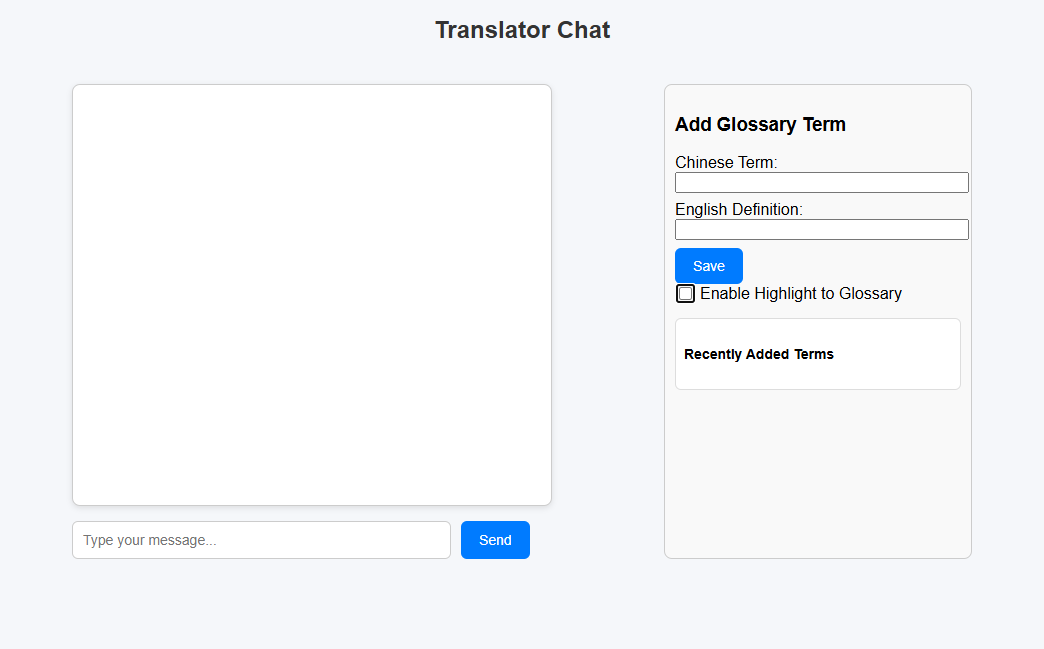 Translator Chat
Add Glossary Term
Chinese Term:
English Definition:
Save
Enable Highlight to Glossary
Recently Added Terms
Type your message...
Send